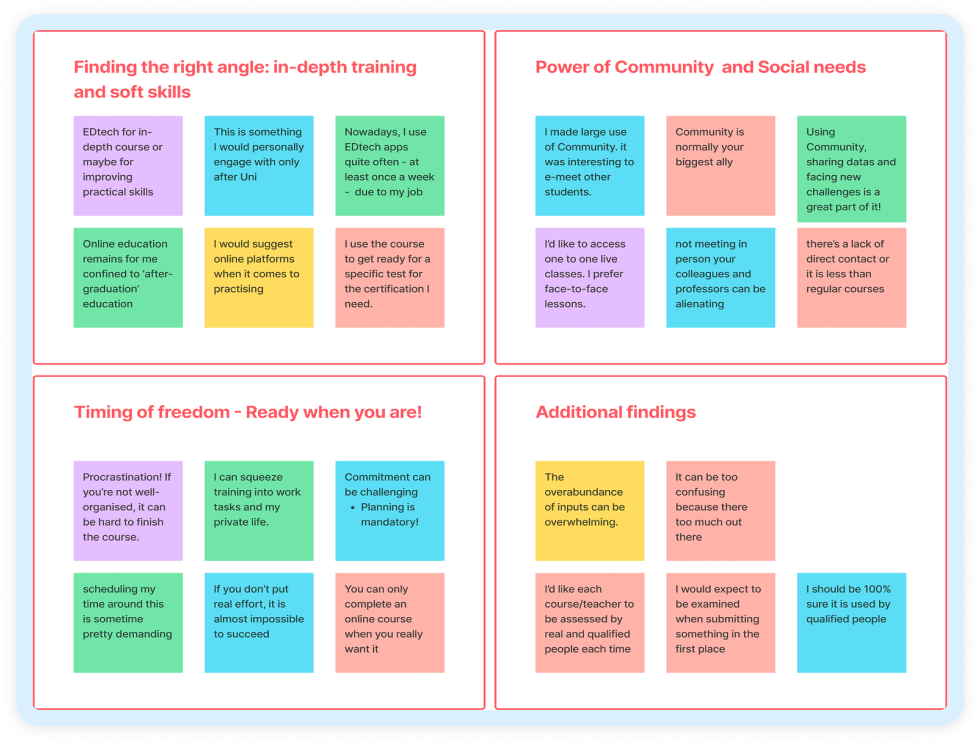 Finding the right angle: in-depth training
and soft skills
EDtech for in-
depth course or
maybe for
improving
practical skills
This is something
I would personally
engage with only
after Uni
Nowadays, I use
EDtech apps
quite often - at
least once a week
- due to my job
Online education
remains for me
confined to ‘after-
graduation’
education
I would suggest
online platforms
when it comes to
practising
I use the course
to get ready for a
specific test for
the certification I
need.
Power of Community and Social needs
I made large use
of Community. it
was interesting to
e-meet other
students.
Community is
normally your
biggest ally
Using
Community,
sharing datas and
facing new
challenges is a
great part of it!
I’d like to access
one to one live
classes. I prefer
face-to-face
lessons.
not meeting in
person your
colleagues and
professors can be
alienating
there’s a lack of
direct contact or
it is less than
regular courses
Timing of freedom - Ready when you are!
Procrastination! If
you’re not well-
organised, it can
be hard to finish
the course.
I can squeeze
training into work
tasks and my
private life.
Commitment can
be challenging
• Planning is
mandatory!
scheduling my
time around this
is sometime
pretty demanding
If you don’t put
real effort, it is
almost impossible
to succeed
You can only
complete an
online course
when you really
want it
Additional findings
The
overabundance
of inputs can be
overwhelming.
It can be too
confusing
because there
too much out
there
I’d like each
course/teacher to
be assessed by
real and qualified
people each time
I would expect to
be examined
when submitting
something in the
first place
I should be 100%
sure it is used by
qualified people